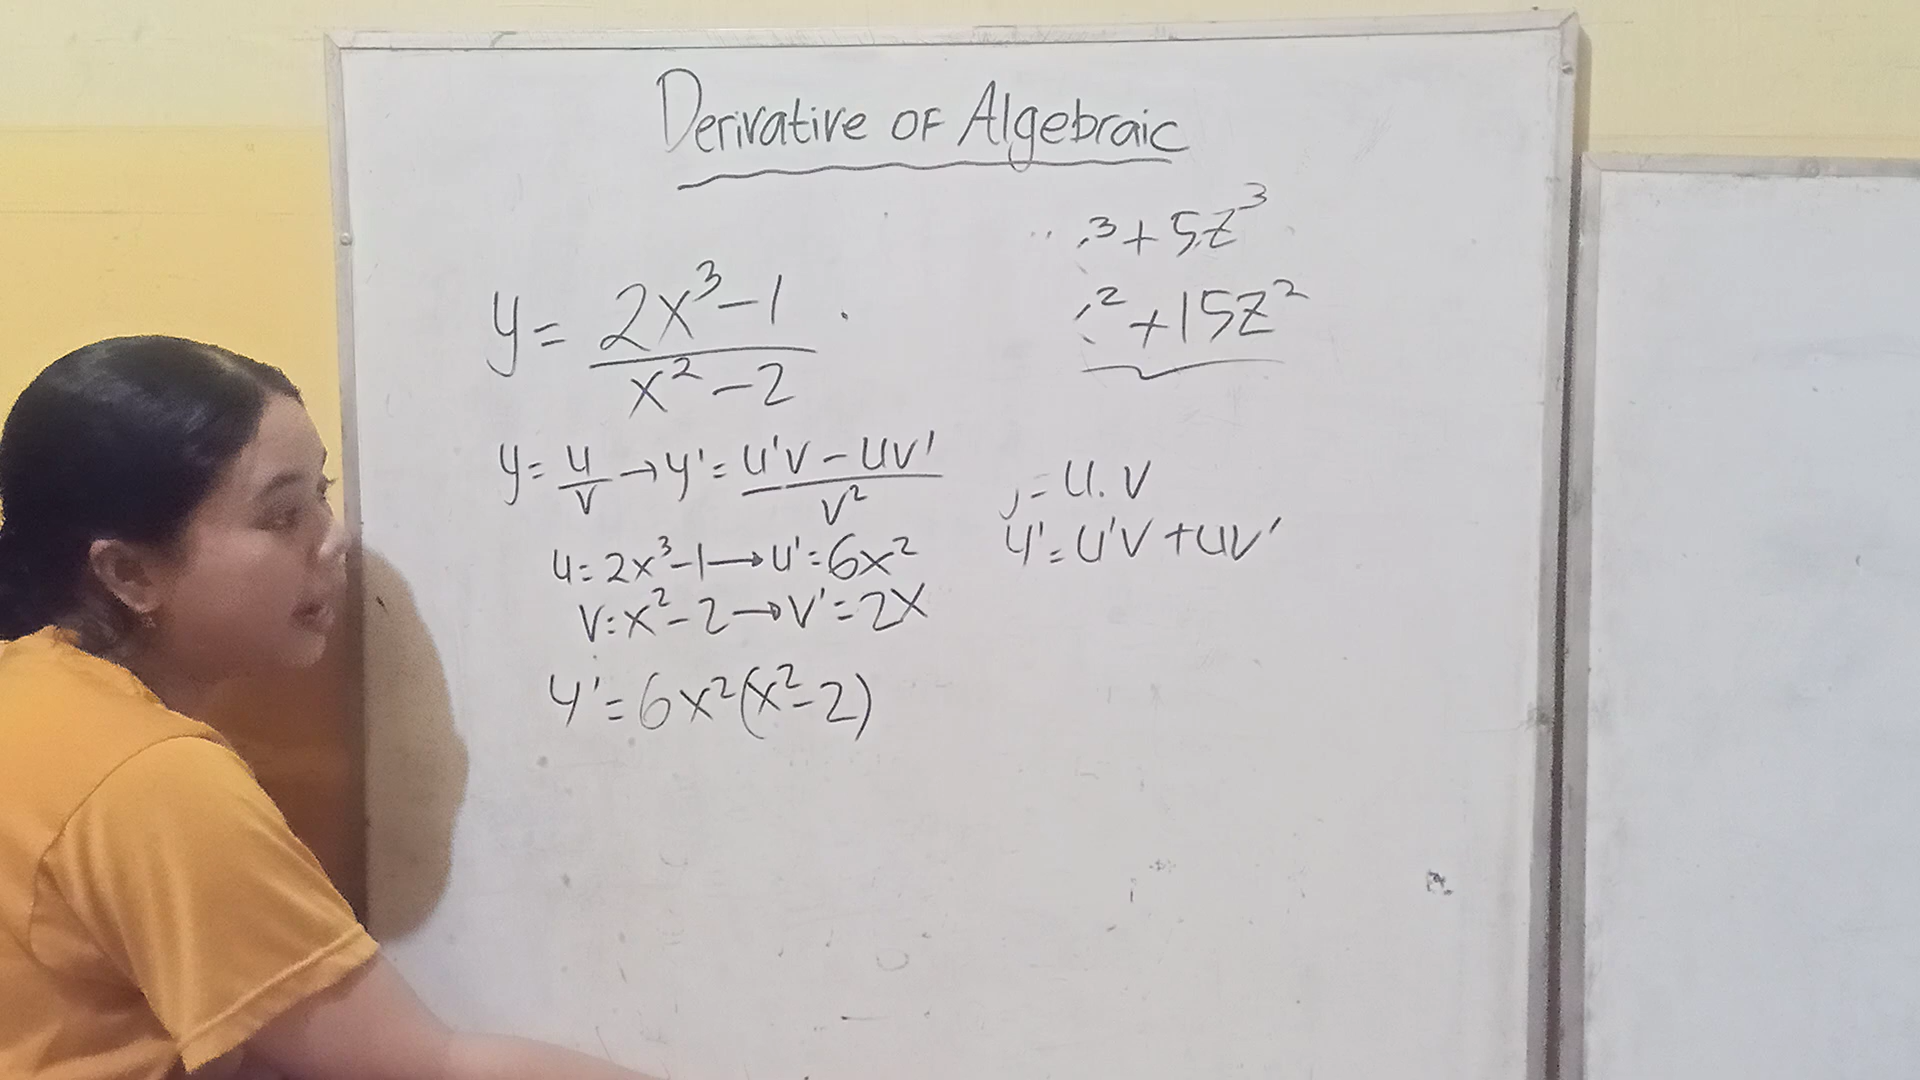 Derivative OF Algebraic
³+5z³
²+15z²
y = (2x³-1)/(x²-2)
y = u/v → y' = (u'v - uv')/v²
= u.v
y' = u'v + uv'
u = 2x³-1 → u' = 6x²
v = x²-2 → v' = 2x
y' = 6x²(x²-2)